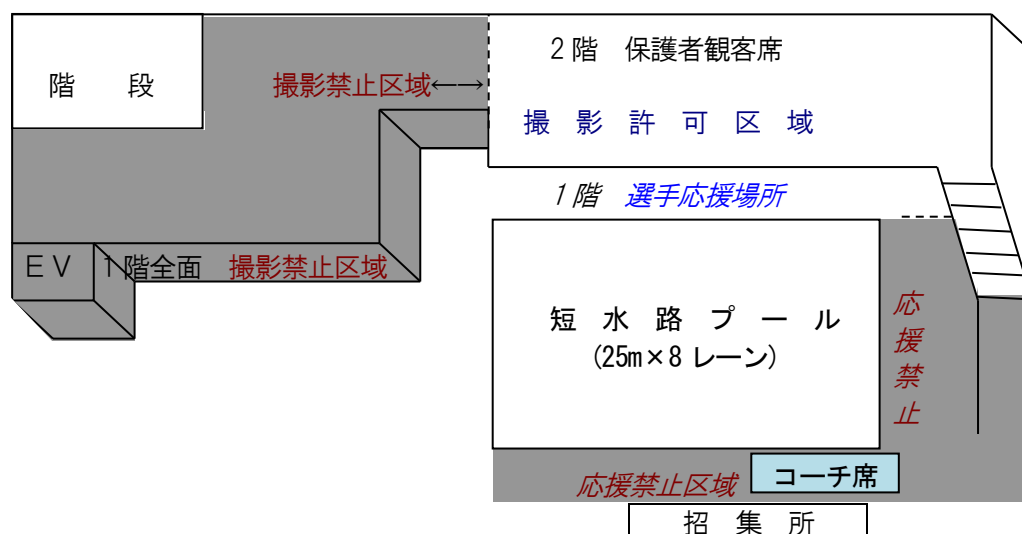 2階 保護者観客席
階 段
撮影禁止区域←→
撮 影 許 可 区 域
1階 選手応援場所
EV
1階全面 撮影禁止区域
短 水 路 プ ー ル
(25m×8レーン)
応援禁止
応援禁止区域
コーチ席
招 集 所